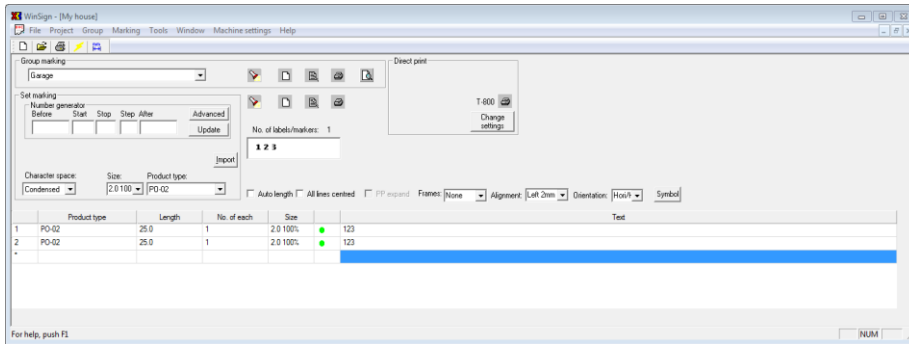 WinSign - [My house]
File Project Group Marking Tools Window Machine settings Help
Group marking
Garage
Direct print
T-800
Change settings
Set marking
Number generator
Before Start Stop Step After
Advanced
Update
Import
No. of labels/markers: 1
1 2 3
Character space: Size: Product type:
Condensed 2.0 100 PO-02
Auto length All lines centred PP expand Frames: None Alignment: Left 2mm Orientation: Hori/H Symbol
Product type Length No. of each Size Text
1 PO-02 25.0 1 2.0 100% 123
2 PO-02 25.0 1 2.0 100% 123
*
For help, push F1
NUM